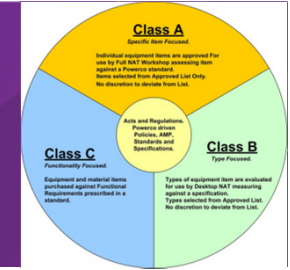 Class A
Specific Item Focused.
Individual equipment items are approved For
use by Full NAT Workshop assessing item
against a Powerco standard.
Items selected from Approved List Only.
No discretion to deviate from List.
Acts and Regulations.
Powerco driven
Policies, AMP,
Standards and
Specifications.
Class C
Functionality Focused.
Equipment and material items
purchased against Functional
Requirements prescribed in a
standard.
Class B
Type Focused.
Types of equipment item are evaluated
for use by Desktop NAT measuring
against a specification.
Types selected from Approved List.
No discretion to deviate from List.